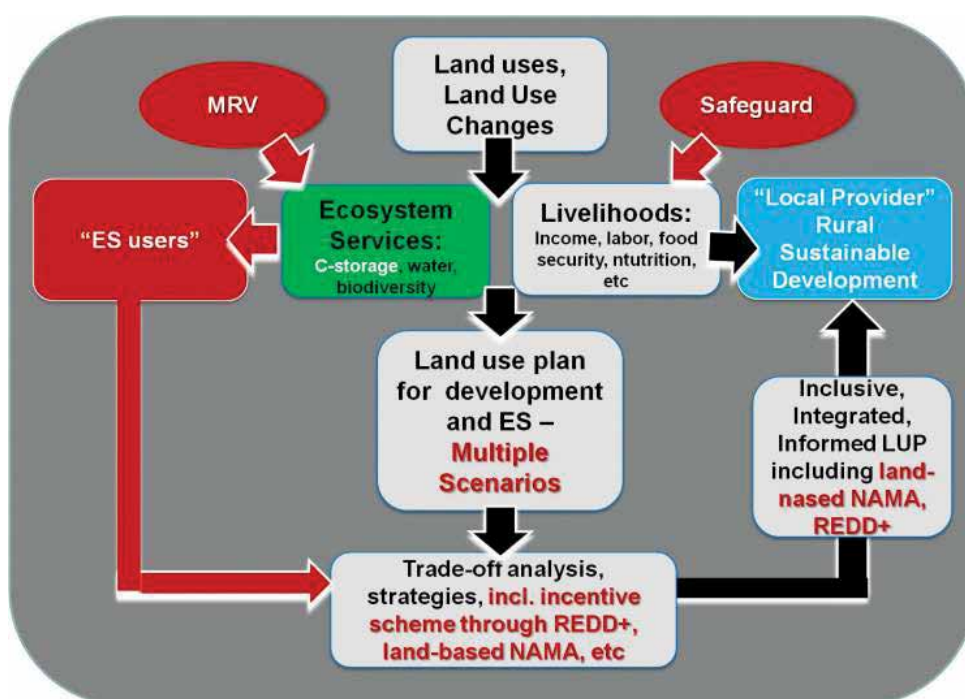 Land uses,
Land Use
Changes
MRV
Safeguard
"ES users"
Ecosystem
Services:
C-storage, water,
biodiversity
Livelihoods:
Income, labor, food
security, ntutrition,
etc
"Local Provider"
Rural
Sustainable
Development
Land use plan
for development
and ES –
Multiple
Scenarios
Inclusive,
Integrated,
Informed LUP
including land-
nased NAMA,
REDD+
Trade-off analysis,
strategies, incl. incentive
scheme through REDD+,
land-based NAMA, etc